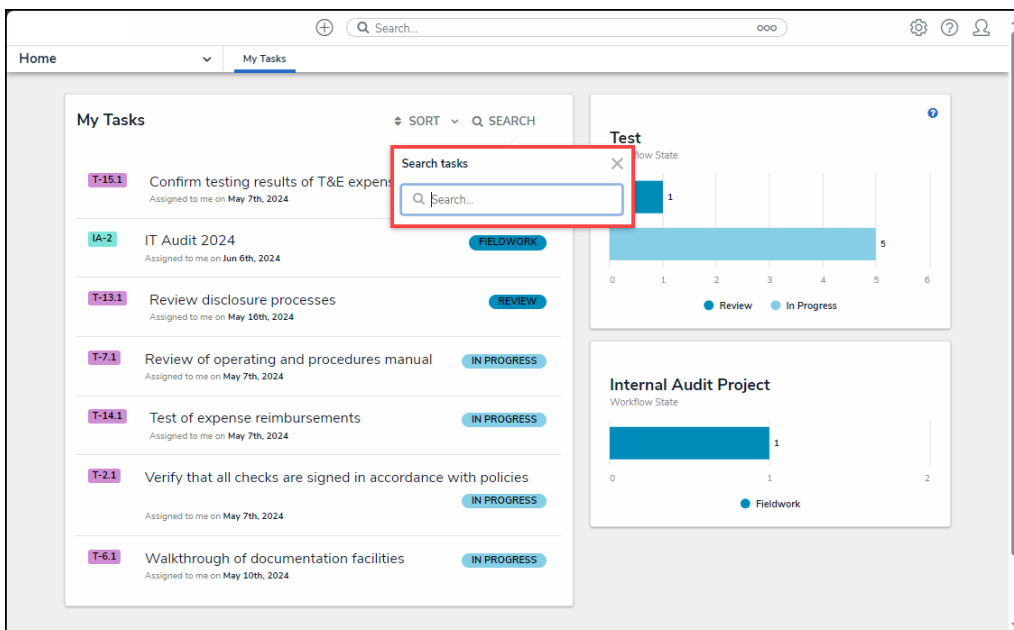 Search...
ooo
Home
My Tasks
My Tasks
SORT
SEARCH
Search tasks
Search...
T-15.1
Confirm testing results of T&E expen
Assigned to me on May 7th, 2024
IA-2
IT Audit 2024
FIELDWORK
Assigned to me on Jun 6th, 2024
T-13.1
Review disclosure processes
REVIEW
Assigned to me on May 16th, 2024
T-7.1
Review of operating and procedures manual
IN PROGRESS
Assigned to me on May 7th, 2024
T-14.1
Test of expense reimbursements
IN PROGRESS
Assigned to me on May 7th, 2024
T-2.1
Verify that all checks are signed in accordance with policies
IN PROGRESS
Assigned to me on May 7th, 2024
T-6.1
Walkthrough of documentation facilities
IN PROGRESS
Assigned to me on May 10th, 2024
Test
flow State
1
5
0 1 2 3 4 5 6
Review In Progress
Internal Audit Project
Workflow State
1
0 1 2
Fieldwork